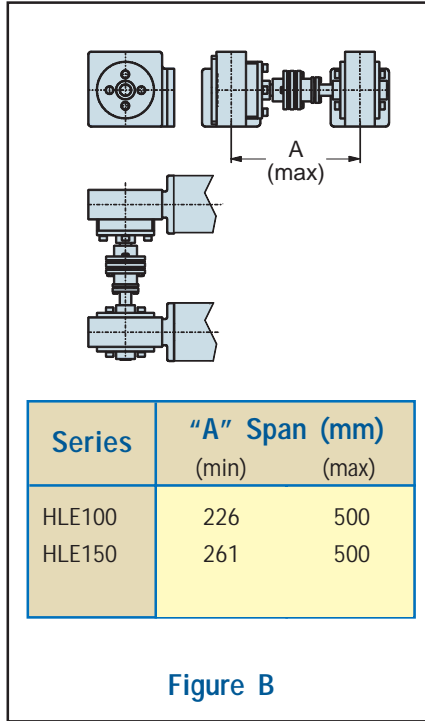 A
(max)
Series "A" Span (mm)
(min) (max)
HLE100 226 500
HLE150 261 500
Figure B